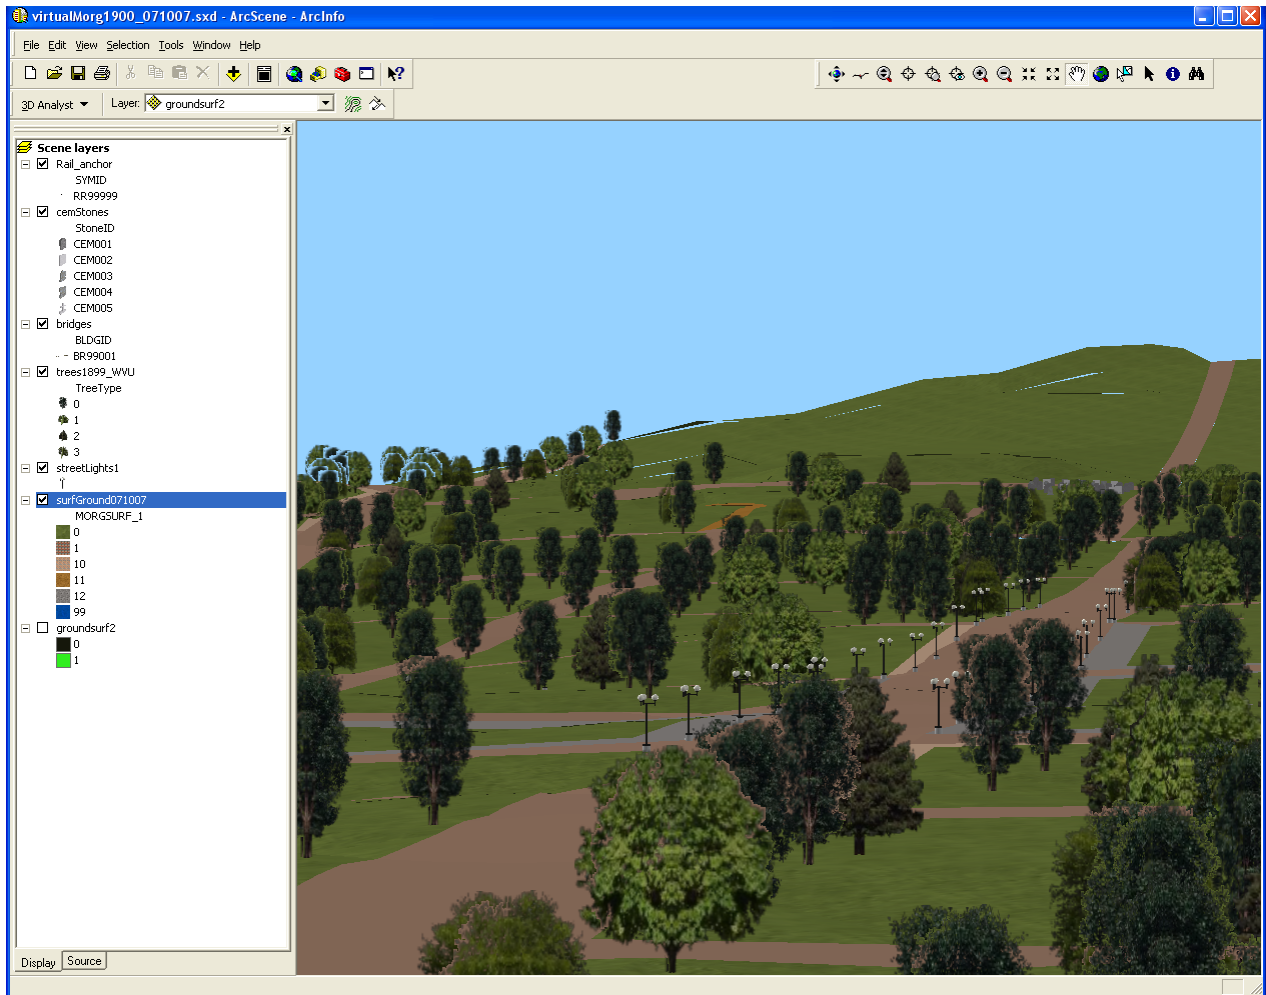 virtualMorg1900_071007.sxd - ArcScene - ArcInfo
File Edit View Selection Tools Window Help
3D Analyst Layer: groundsurf2
Scene layers
Rail_anchor
SYMID
RR99999
cemStones
StoneID
CEM001
CEM002
CEM003
CEM004
CEM005
bridges
BLDGID
BR99001
trees1899_WVU
TreeType
0
1
2
3
streetLights1
surfGround071007
MORGSURF_1
0
1
10
11
12
99
groundsurf2
0
1
Display Source